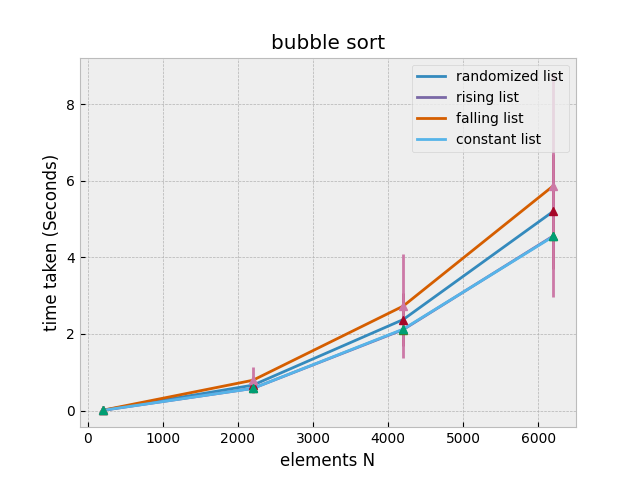 bubble sort
randomized list
rising list
falling list
constant list
time taken (Seconds)
8
6
4
2
0
0 1000 2000 3000 4000 5000 6000
elements N